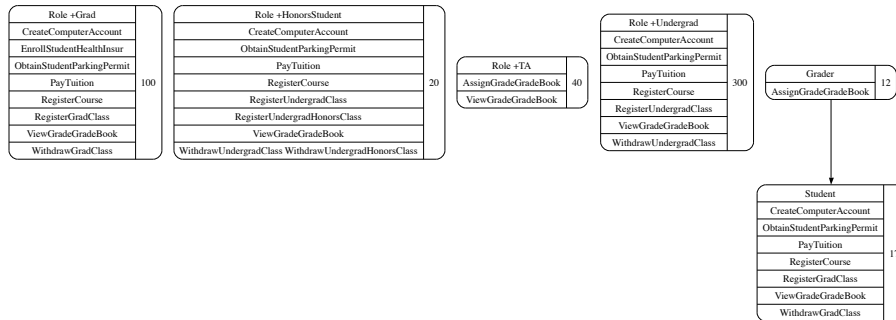 Role +Grad
CreateComputerAccount
EnrollStudentHealthInsur
ObtainStudentParkingPermit
PayTuition
RegisterCourse
RegisterGradClass
ViewGradeGradeBook
WithdrawGradClass
100
Role +HonorsStudent
CreateComputerAccount
ObtainStudentParkingPermit
PayTuition
RegisterCourse
RegisterUndergradClass
RegisterUndergradHonorsClass
ViewGradeGradeBook
WithdrawUndergradClass WithdrawUndergradHonorsClass
20
Role +TA
AssignGradeGradeBook
ViewGradeGradeBook
40
Role +Undergrad
CreateComputerAccount
ObtainStudentParkingPermit
PayTuition
RegisterCourse
RegisterUndergradClass
ViewGradeGradeBook
WithdrawUndergradClass
300
Grader
AssignGradeGradeBook
12
Student
CreateComputerAccount
ObtainStudentParkingPermit
PayTuition
RegisterCourse
RegisterGradClass
ViewGradeGradeBook
WithdrawGradClass